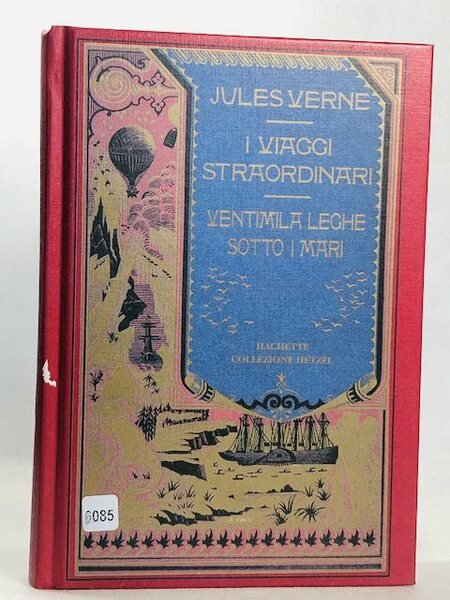 JULES VERNE
I VIAGGI
STRAORDINARI
VENTIMILA LEGHE
SOTTO I MARI
HACHETTE
COLLEZIONE HETZEL
085